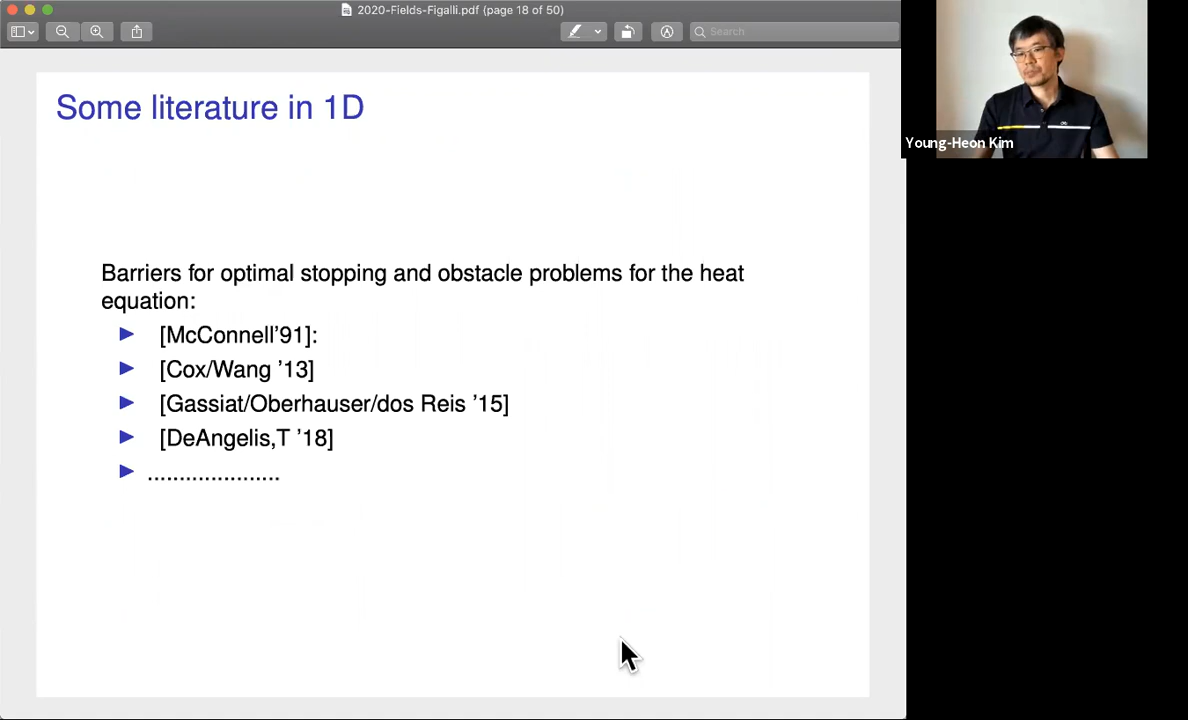 2020-Fields-Figalli.pdf (page 18 of 50)
Search
Some literature in 1D
Young-Heon Kim
Barriers for optimal stopping and obstacle problems for the heat
equation:
[McConnell’91]:
[Cox/Wang ’13]
[Gassiat/Oberhauser/dos Reis ’15]
[DeAngelis,T ’18]
.....................